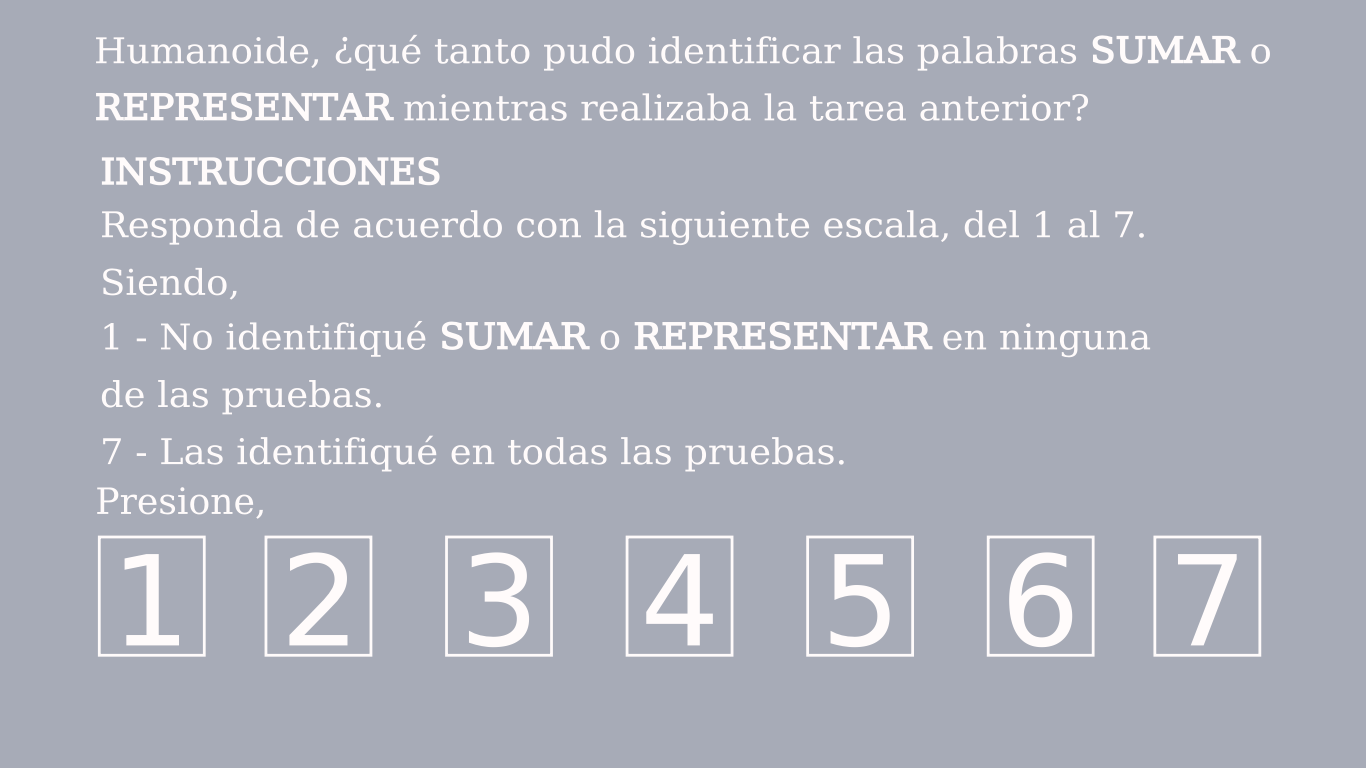 Humanoide, ¿qué tanto pudo identificar las palabras SUMAR o
REPRESENTAR mientras realizaba la tarea anterior?
INSTRUCCIONES
Responda de acuerdo con la siguiente escala, del 1 al 7.
Siendo,
1 - No identifiqué SUMAR o REPRESENTAR en ninguna
de las pruebas.
7 - Las identifiqué en todas las pruebas.
Presione,
1 2 3 4 5 6 7